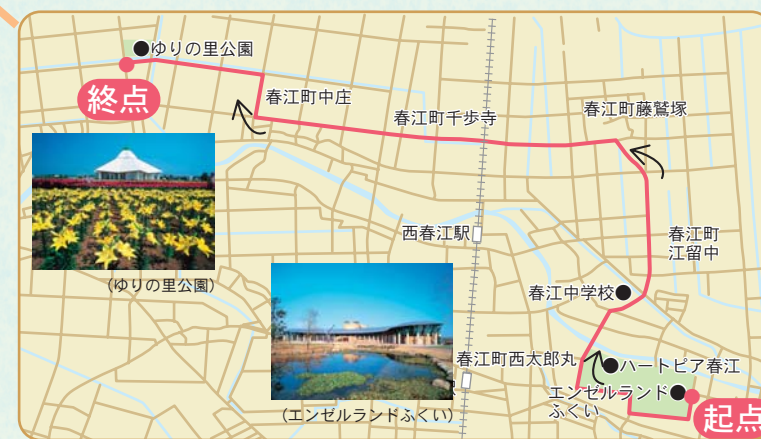 ゆりの里公園
終点
春江町中庄
春江町千歩寺
春江町藤鷲塚
(ゆりの里公園)
西春江駅
春江町
江留中
春江中学校
春江町西太郎丸
ハートピア春江
エンゼルランド
ふくい
(エンゼルランドふくい)
起点